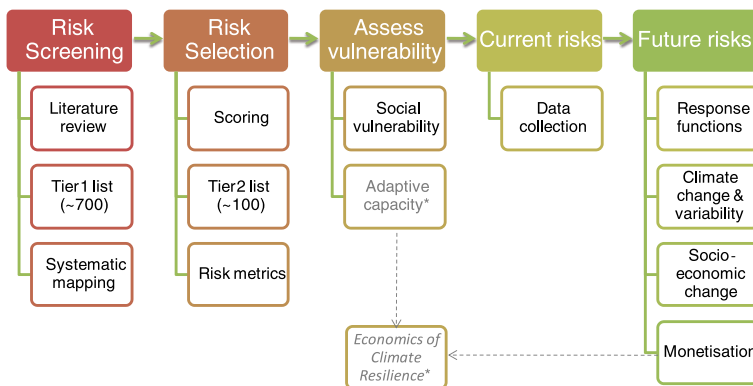 Risk
Screening
Risk
Selection
Assess
vulnerability
Current risks
Future risks
Literature
review
Scoring
Social
vulnerability
Data
collection
Response
functions
Tier1 list
(~700)
Tier2 list
(~100)
Adaptive
capacity*
Climate
change &
variability
Systematic
mapping
Risk metrics
Socio-
economic
change
Economics of
Climate
Resilience*
Monetisation